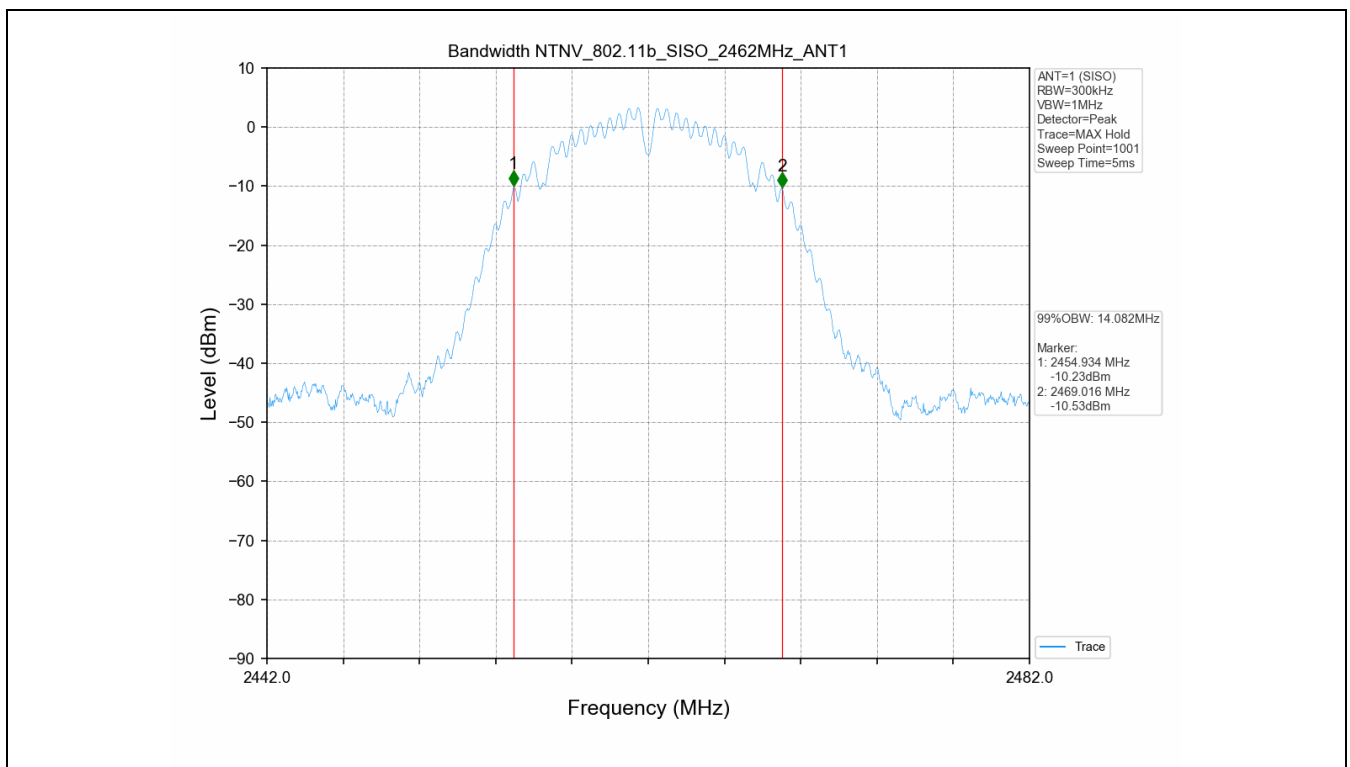 Bandwidth NTNV_802.11b_SISO_2462MHz_ANT1
10
0
−10
−20
−30
−40
−50
−60
−70
−80
−90
Level (dBm)
1
2
2442.0
2482.0
Frequency (MHz)
ANT=1 (SISO)
RBW=300kHz
VBW=1MHz
Detector=Peak
Trace=MAX Hold
Sweep Point=1001
Sweep Time=5ms
99%OBW: 14.082MHz
Marker:
1: 2454.934 MHz
-10.23dBm
2: 2469.016 MHz
-10.53dBm
Trace